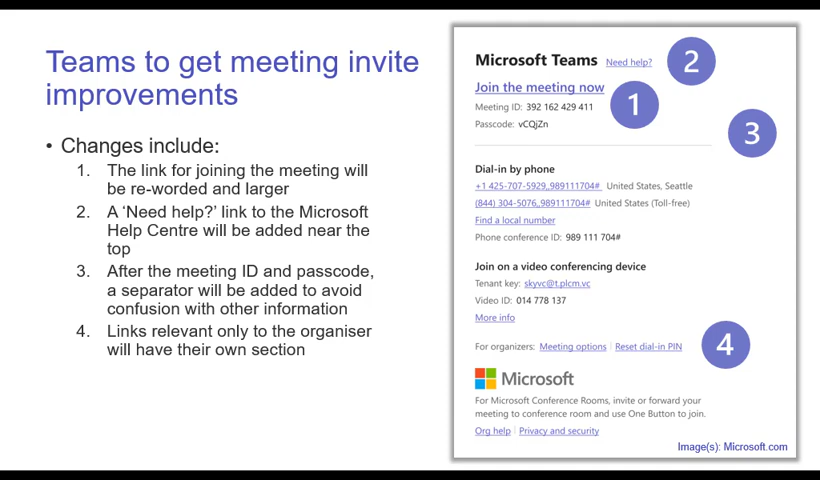 Teams to get meeting invite
improvements
• Changes include:
1. The link for joining the meeting will
be re-worded and larger
2. A ‘Need help?’ link to the Microsoft
Help Centre will be added near the
top
3. After the meeting ID and passcode,
a separator will be added to avoid
confusion with other information
4. Links relevant only to the organiser
will have their own section
Microsoft Teams Need help?
2
Join the meeting now
Meeting ID: 392 162 429 411
1
Passcode: vCQjZn
3
Dial-in by phone
+1 425-707-5929,,989111704# United States, Seattle
(844) 304-5076,,989111704# United States (Toll-free)
Find a local number
Phone conference ID: 989 111 704#
Join on a video conferencing device
Tenant key: skyvc@t.plcm.vc
Video ID: 014 778 137
More info
For organizers: Meeting options | Reset dial-in PIN
4
Microsoft
For Microsoft Conference Rooms, invite or forward your
meeting to conference room and use One Button to join.
Org help | Privacy and security
Image(s): Microsoft.com